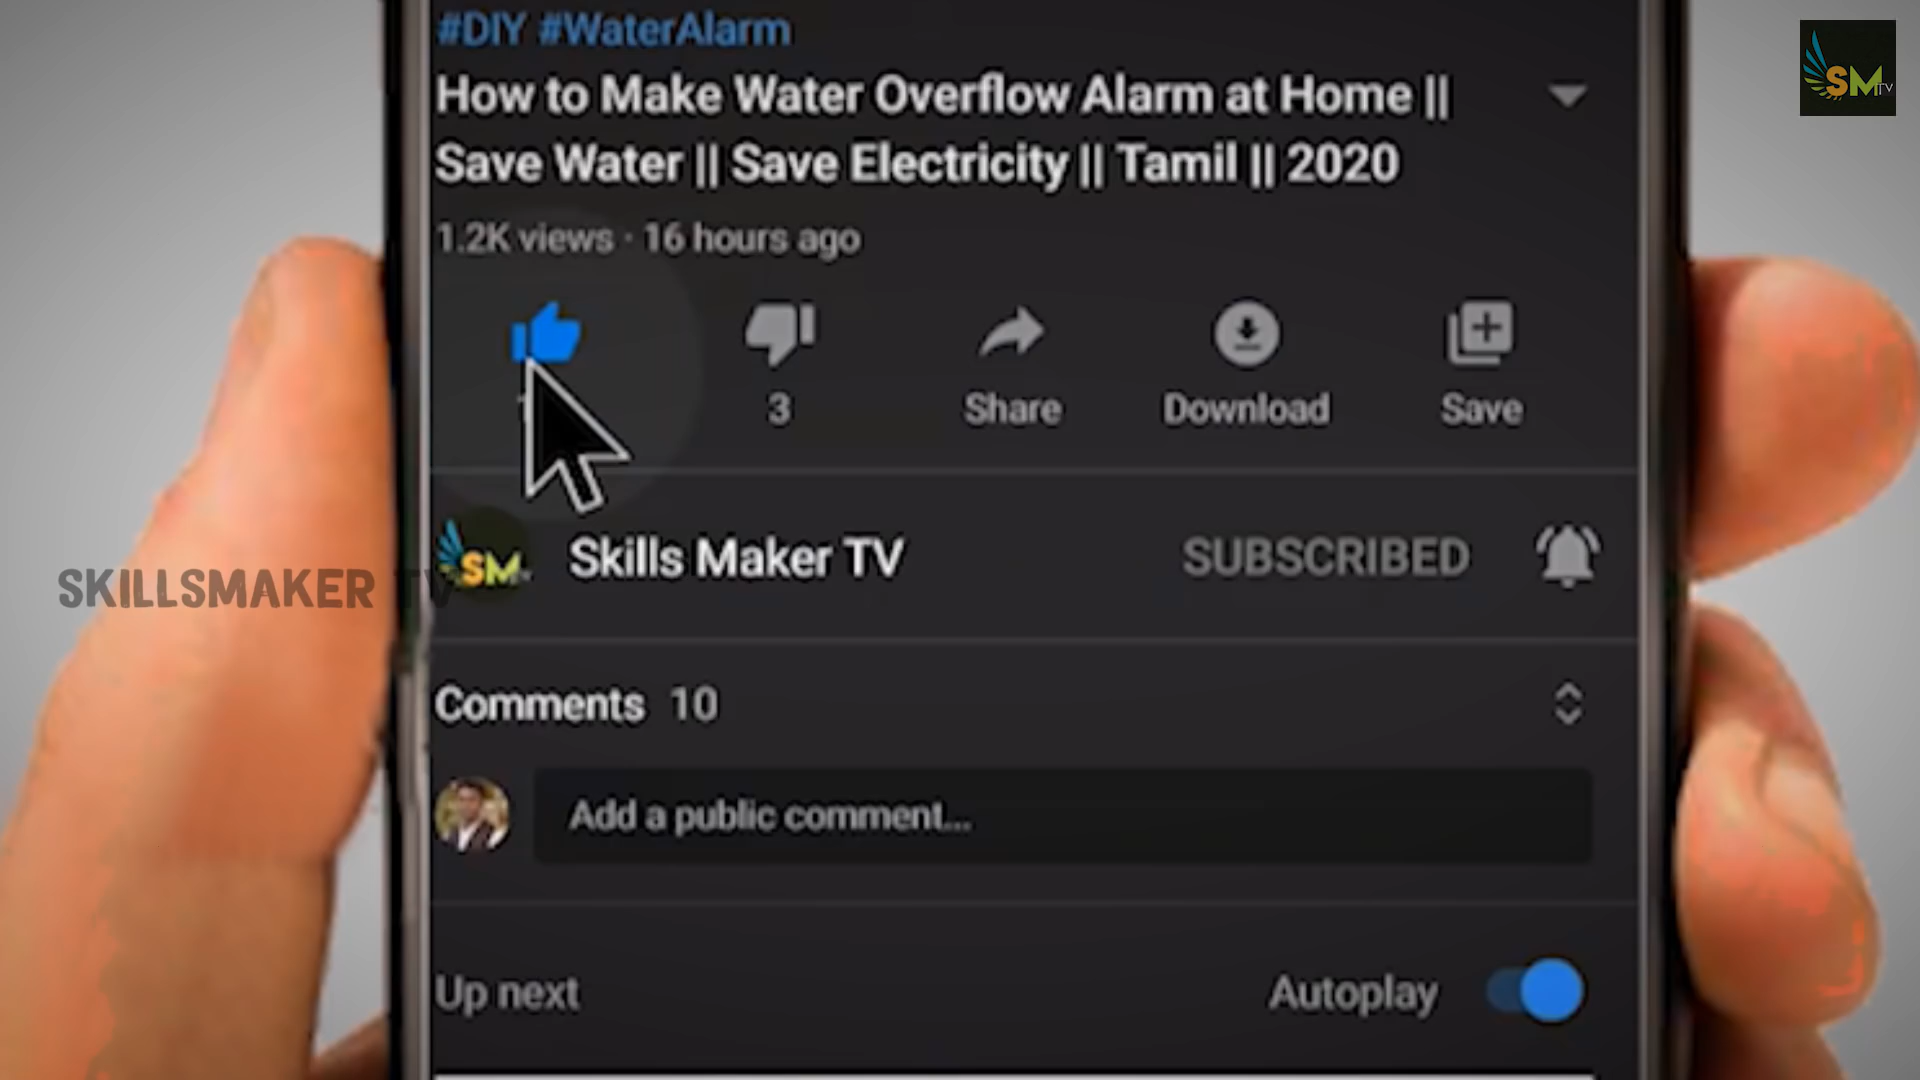 #DIY #WaterAlarm
SMTV
How to Make Water Overflow Alarm at Home ||
Save Water || Save Electricity || Tamil || 2020
1.2K views · 16 hours ago
3
Share
Download
Save
SM
Skills Maker TV
SUBSCRIBED
SKILLSMAKER TV
Comments 10
Add a public comment...
Up next
Autoplay